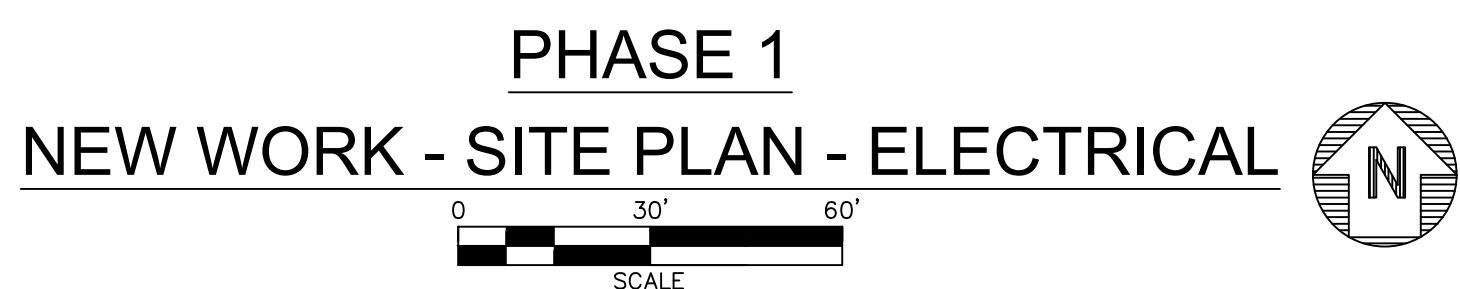 PHASE 1
NEW WORK - SITE PLAN - ELECTRICAL
N
0 30' 60'
SCALE